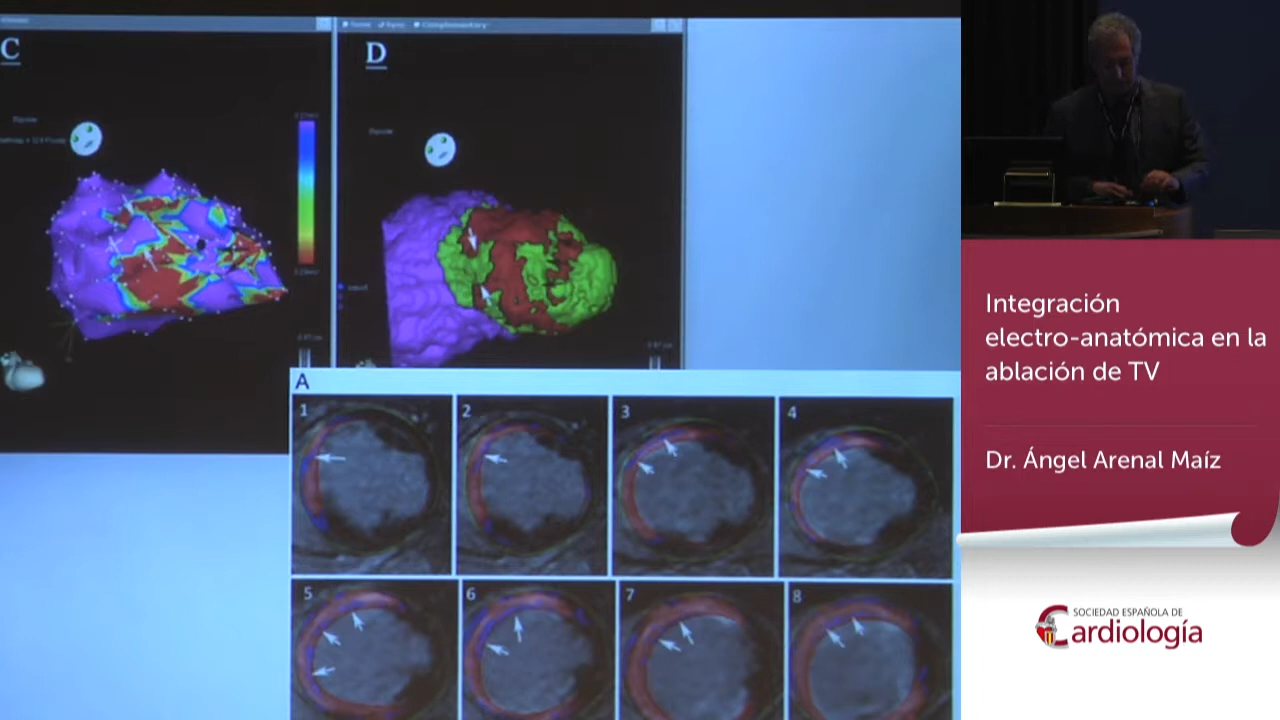 C
D
A
1
2
3
4
5
6
7
8
Integración
electro-anatómica en la
ablación de TV
Dr. Ángel Arenal Maíz
SOCIEDAD ESPAÑOLA DE
Cardiología